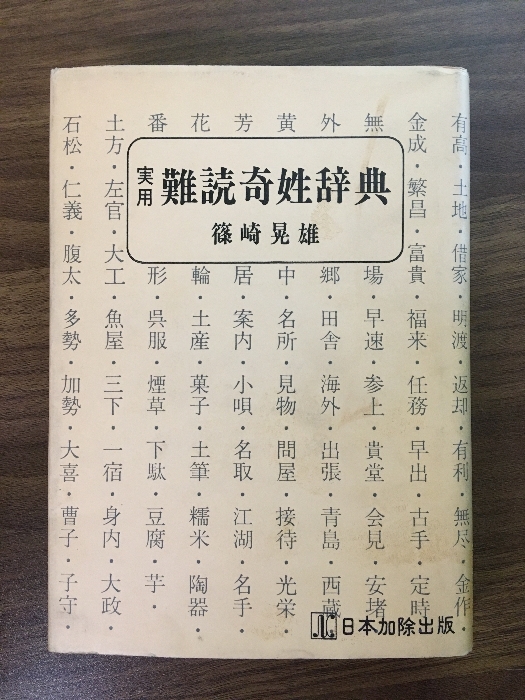 実用
難読奇姓辞典
篠崎晃雄
有高・土地・借家・明渡・返却・有利・無尽・金作・
金成・繁昌・富貴・福来・任務・早出・古手・定時
無
場・早速・参上・貴堂・会見・安堵
外
郷・田舎・海外・出張・青島・西蔵
黄
中・名所・見物・問屋・接待・光栄・
芳
居・案内・小唄・名取・江湖・名手・
花
輪・土産・菓子・土筆・糯米・陶器・
番
形・呉服・煙草・下駄・豆腐・芋・
土方・左官・大工・魚屋・三下・一宿・身内・大政・
石松・仁義・腹太・多勢・加勢・大喜・曹子・子守・
日本加除出版